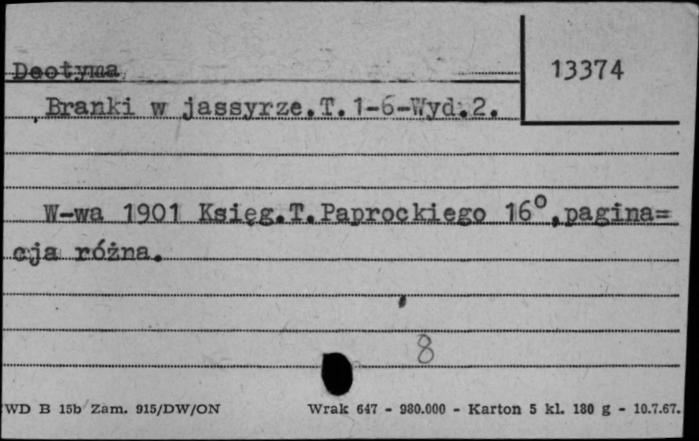 Deotyma
13374
Branki w jassyrze.T.1-6-Wyd.2.
W-wa 1901 Księg.T.Paprockiego 16°,pagina=
cja różna.
8
WD B 15b Zam. 915/DW/ON Wrak 647 - 980.000 - Karton 5 kl. 180 g - 10.7.67.